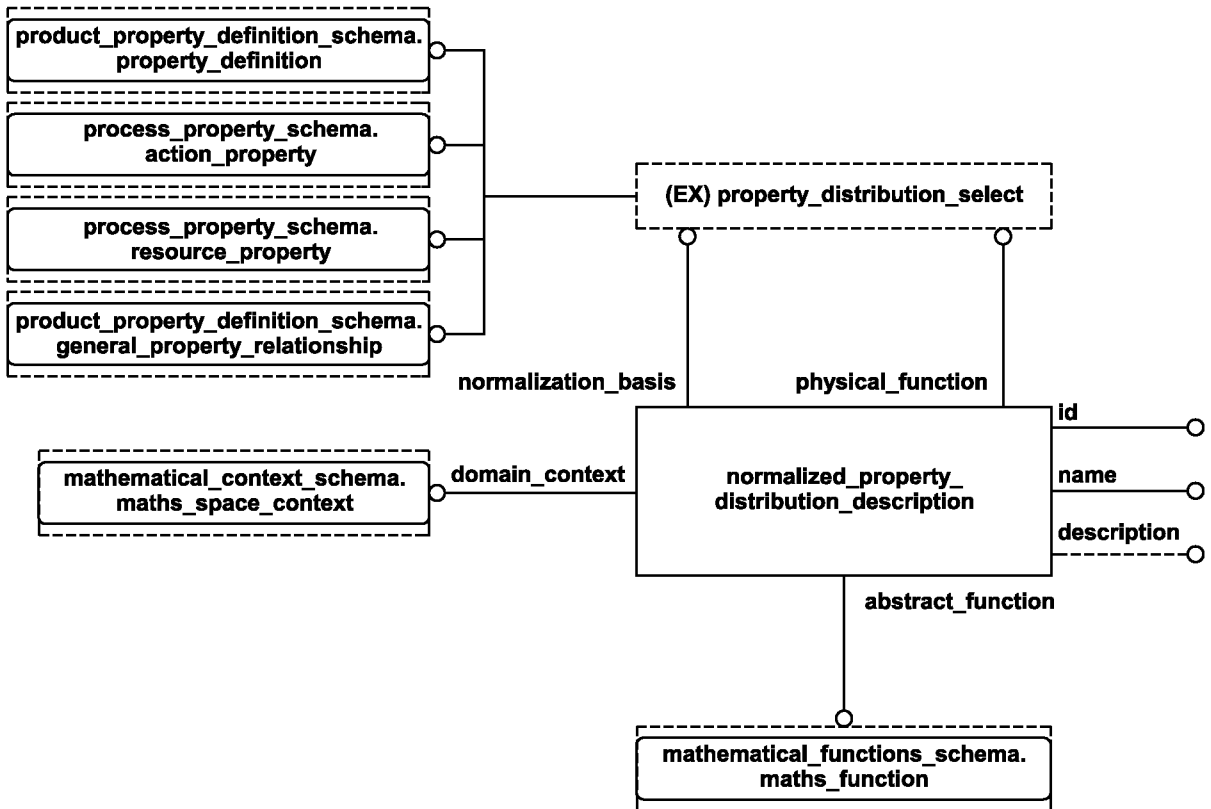 product_property_definition_schema.
property_definition
process_property_schema.
action_property
process_property_schema.
resource_property
product_property_definition_schema.
general_property_relationship
(EX) property_distribution_select
normalization_basis
physical_function
id
name
description
mathematical_context_schema.
maths_space_context
domain_context
normalized_property_
distribution_description
abstract_function
mathematical_functions_schema.
maths_function